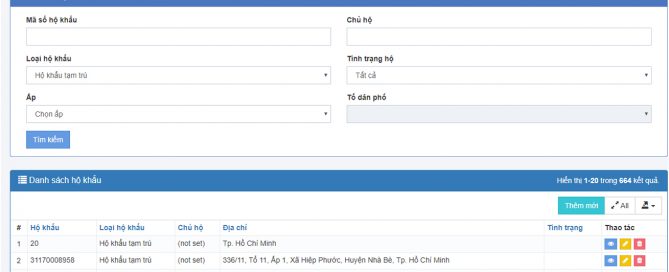 Mã số hộ khẩu Chủ hộ
Loại hộ khẩu Tình trạng hộ
Hộ khẩu tạm trú Tất cả
Ấp Tổ dân phố
Chọn ấp
Tìm kiếm
Danh sách hộ khẩu Hiển thị 1-20 trong 664 kết quả.
Thêm mới All
# Hộ khẩu Loại hộ khẩu Chủ hộ Địa chỉ Tình trạng Thao tác
1 20 Hộ khẩu tạm trú (not set) Tp. Hồ Chí Minh
2 31170008958 Hộ khẩu tạm trú (not set) 336/11, Tổ 11, Ấp 1, Xã Hiệp Phước, Huyện Nhà Bè, Tp. Hồ Chí Minh